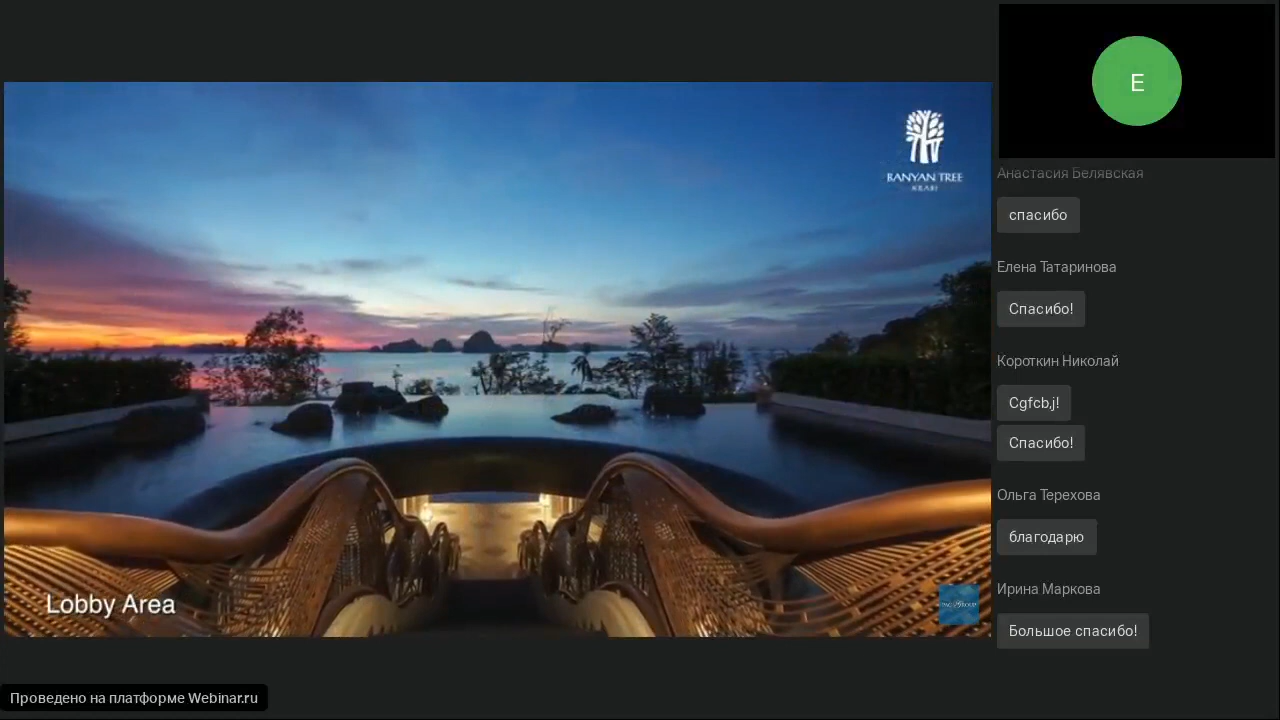 BANYAN TREE
KRABI
Lobby Area
E
Анастасия Белявская
спасибо
Елена Татаринова
Спасибо!
Короткин Николай
Cgfcb,j!
Спасибо!
Ольга Терехова
благодарю
Ирина Маркова
Большое спасибо!
Проведено на платформе Webinar.ru